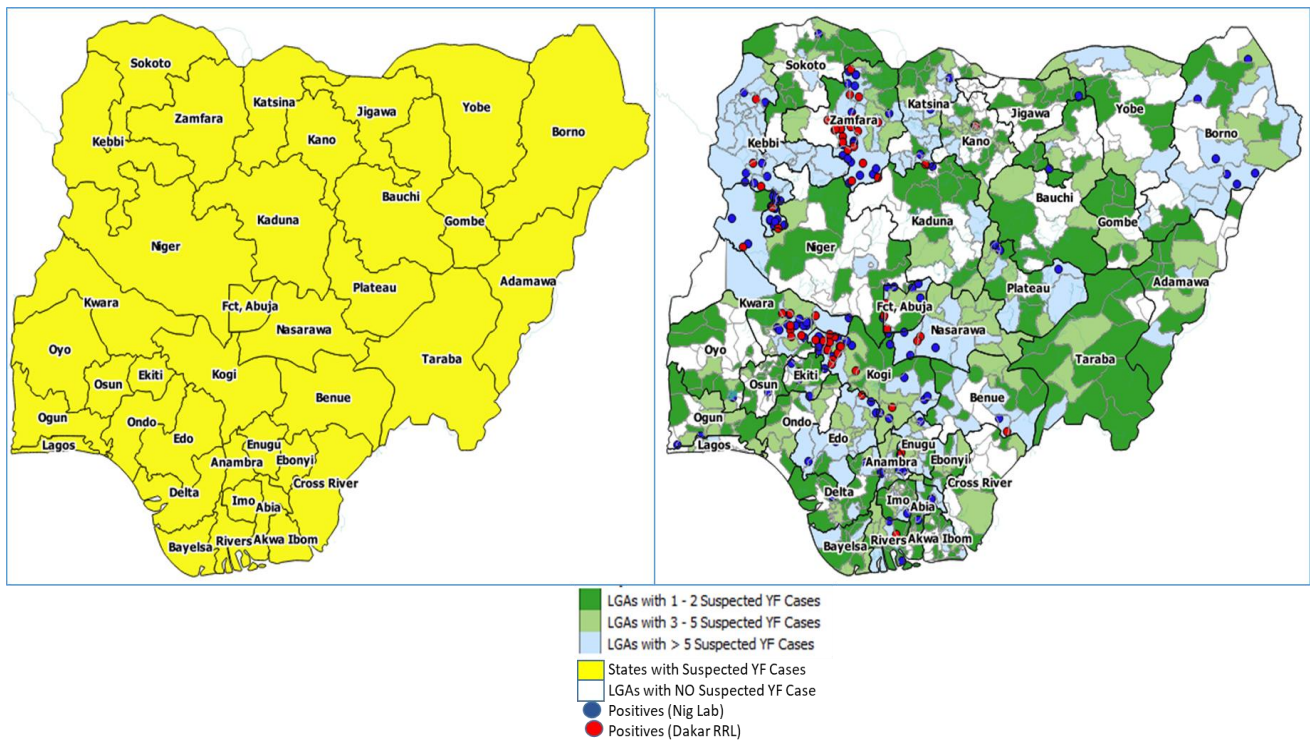 Sokoto
Katsina
Zamfara
Jigawa
Yobe
Kano
Borno
Kebbi
Bauchi
Kaduna
Gombe
Niger
Adamawa
Plateau
Kwara
Fct, Abuja
Nasarawa
Oyo
Taraba
Ekiti
Kogi
Osun
Benue
Ogun
Ondo
Edo
Lagos
Enugu
Anambra
Ebonyi
Cross River
Delta
Imo
Abia
Bayelsa
Rivers
Akwa Ibom
Sokoto
Katsina
Zamfara
Jigawa
Yobe
Kano
Borno
Kebbi
Bauchi
Kaduna
Gombe
Niger
Adamawa
Plateau
Kwara
Fct, Abuja
Nasarawa
Oyo
Taraba
Ekiti
Kogi
Osun
Benue
Ogun
Ondo
Edo
Lagos
Enugu
Anambra
Ebonyi
Cross River
Delta
Imo
Abia
Bayelsa
Rivers
Akwa Ibom
LGAs with 1 - 2 Suspected YF Cases
LGAs with 3 - 5 Suspected YF Cases
LGAs with > 5 Suspected YF Cases
States with Suspected YF Cases
LGAs with NO Suspected YF Case
Positives (Nig Lab)
Positives (Dakar RRL)